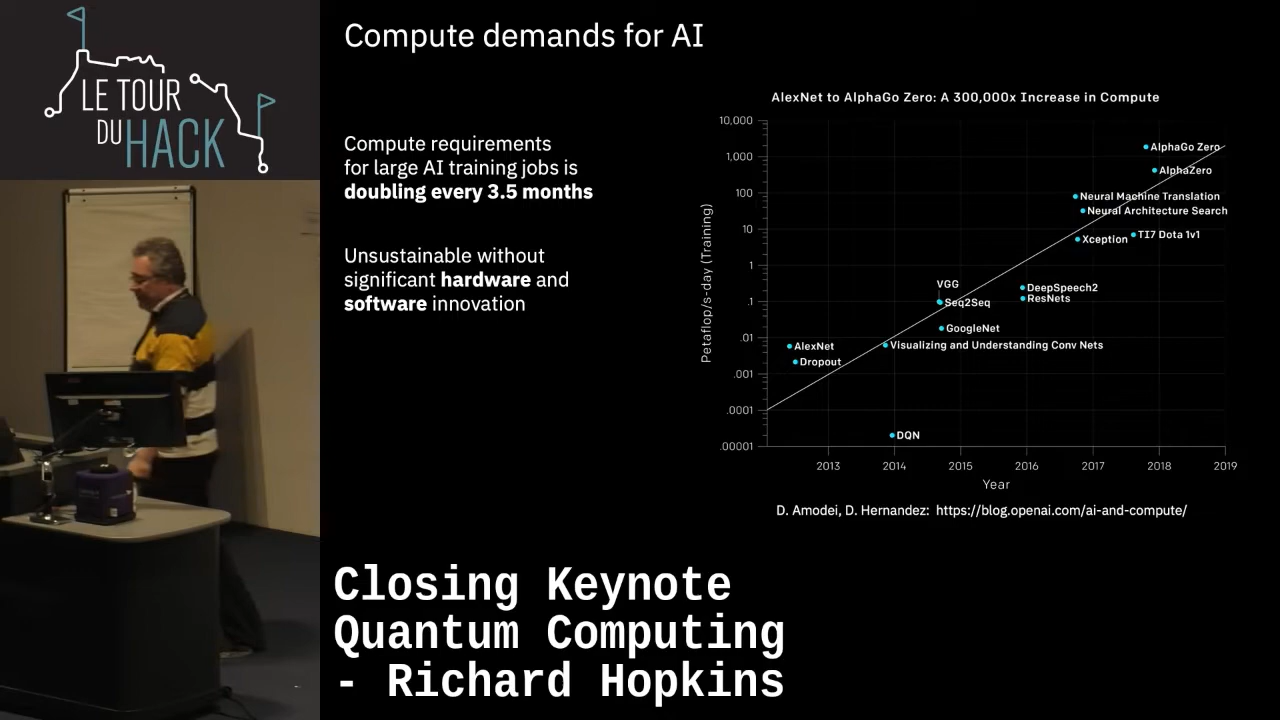 LE TOUR
DU HACK
Compute demands for AI
Compute requirements
for large AI training jobs is
doubling every 3.5 months
Unsustainable without
significant hardware and
software innovation
AlexNet to AlphaGo Zero: A 300,000x Increase in Compute
Petaflop/s-day (Training)
10,000
1,000
100
10
1
.1
.01
.001
.0001
.00001
AlphaGo Zero
AlphaZero
Neural Machine Translation
Neural Architecture Search
TI7 Dota 1v1
Xception
VGG
DeepSpeech2
ResNets
Seq2Seq
GoogleNet
AlexNet
Visualizing and Understanding Conv Nets
Dropout
DQN
2013 2014 2015 2016 2017 2018 2019
Year
D. Amodei, D. Hernandez: https://blog.openai.com/ai-and-compute/
Closing Keynote
Quantum Computing
- Richard Hopkins